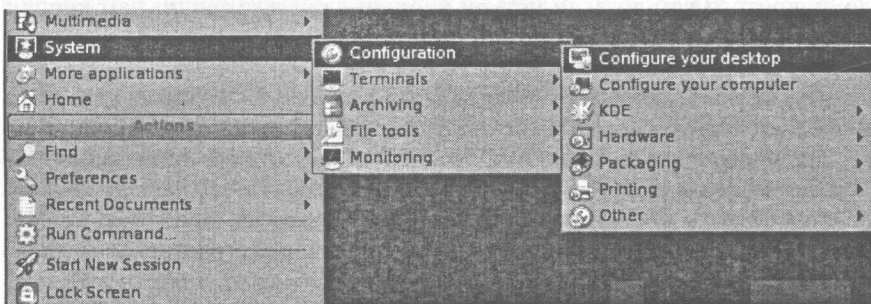 Multimedia
System
More applications
Home
Actions
Find
Preferences
Recent Documents
Run Command...
Start New Session
Lock Screen
Configuration
Terminals
Archiving
File tools
Monitoring
Configure your desktop
Configure your computer
KDE
Hardware
Packaging
Printing
Other